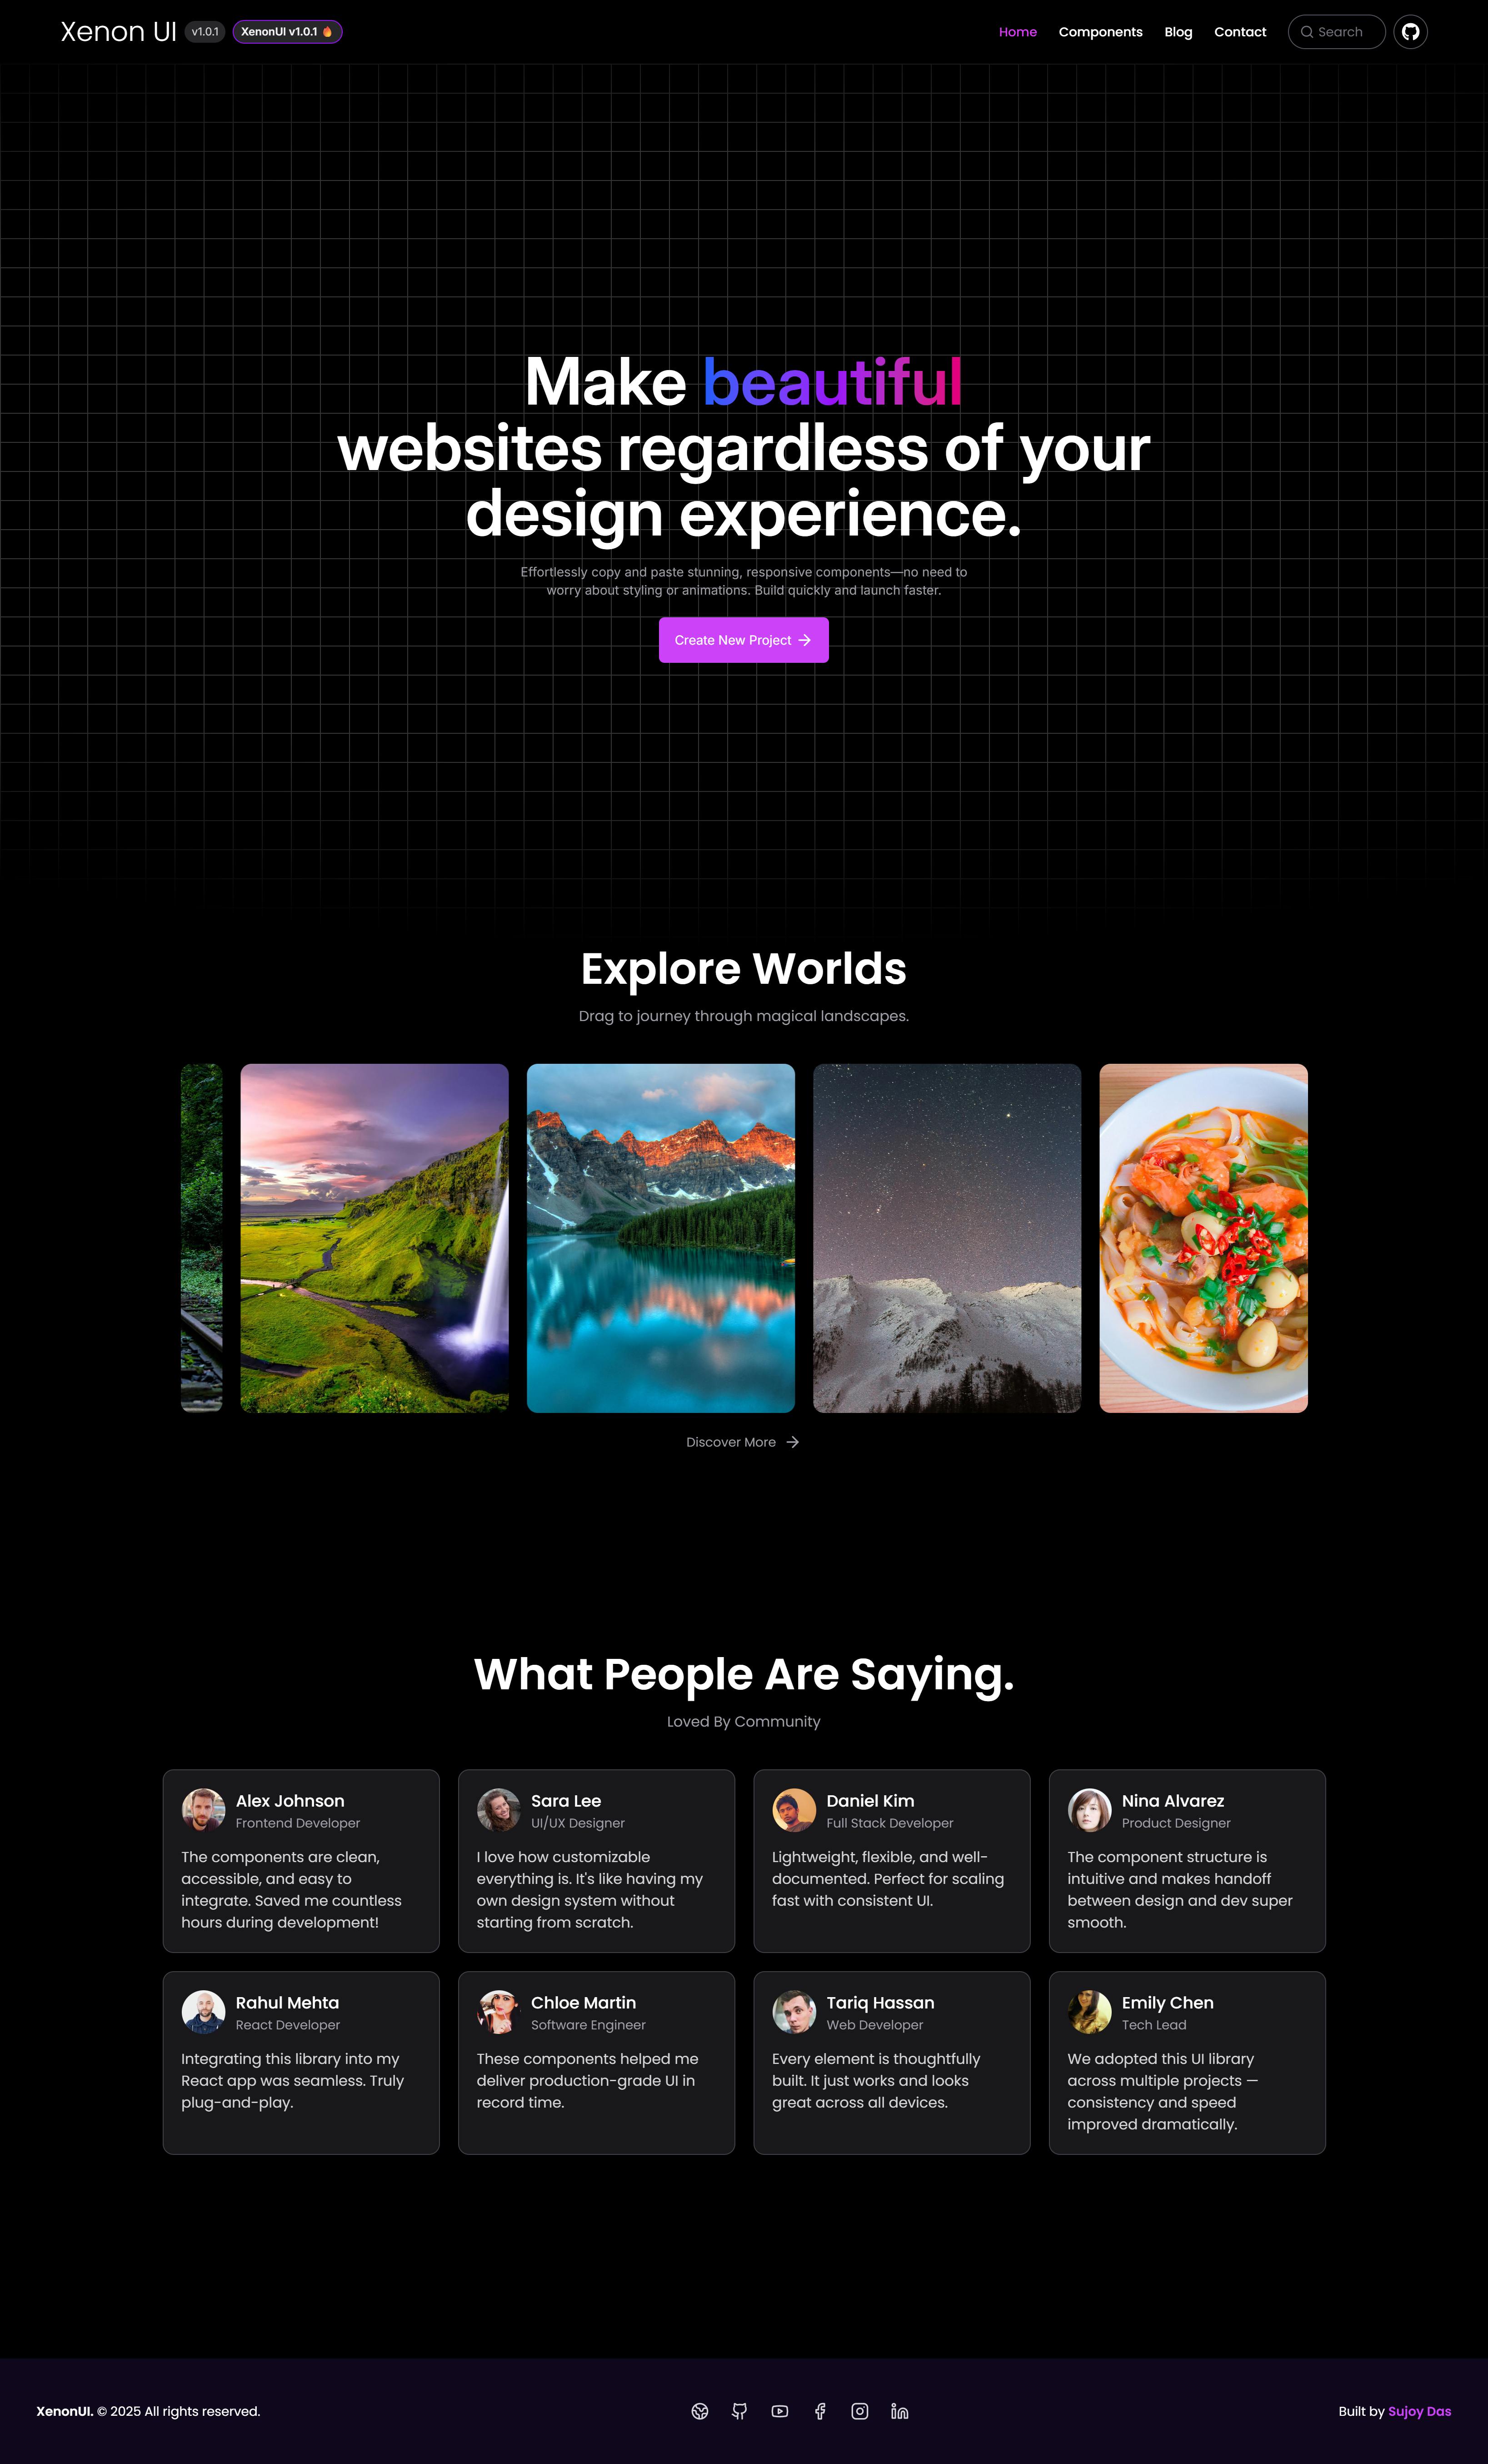 Xenon UI v1.0.1 XenonUI v1.0.1 🔥 Home Components Blog Contact Search
Make beautiful
websites regardless of your
design experience.
Effortlessly copy and paste stunning, responsive components—no need to
worry about styling or animations. Build quickly and launch faster.
Create New Project
Explore Worlds
Drag to journey through magical landscapes.
Discover More
What People Are Saying.
Loved By Community
Alex Johnson
Frontend Developer
The components are clean,
accessible, and easy to
integrate. Saved me countless
hours during development!
Sara Lee
UI/UX Designer
I love how customizable
everything is. It's like having my
own design system without
starting from scratch.
Daniel Kim
Full Stack Developer
Lightweight, flexible, and well-
documented. Perfect for scaling
fast with consistent UI.
Nina Alvarez
Product Designer
The component structure is
intuitive and makes handoff
between design and dev super
smooth.
Rahul Mehta
React Developer
Integrating this library into my
React app was seamless. Truly
plug-and-play.
Chloe Martin
Software Engineer
These components helped me
deliver production-grade UI in
record time.
Tariq Hassan
Web Developer
Every element is thoughtfully
built. It just works and looks
great across all devices.
Emily Chen
Tech Lead
We adopted this UI library
across multiple projects —
consistency and speed
improved dramatically.
XenonUI. © 2025 All rights reserved.
Built by Sujoy Das